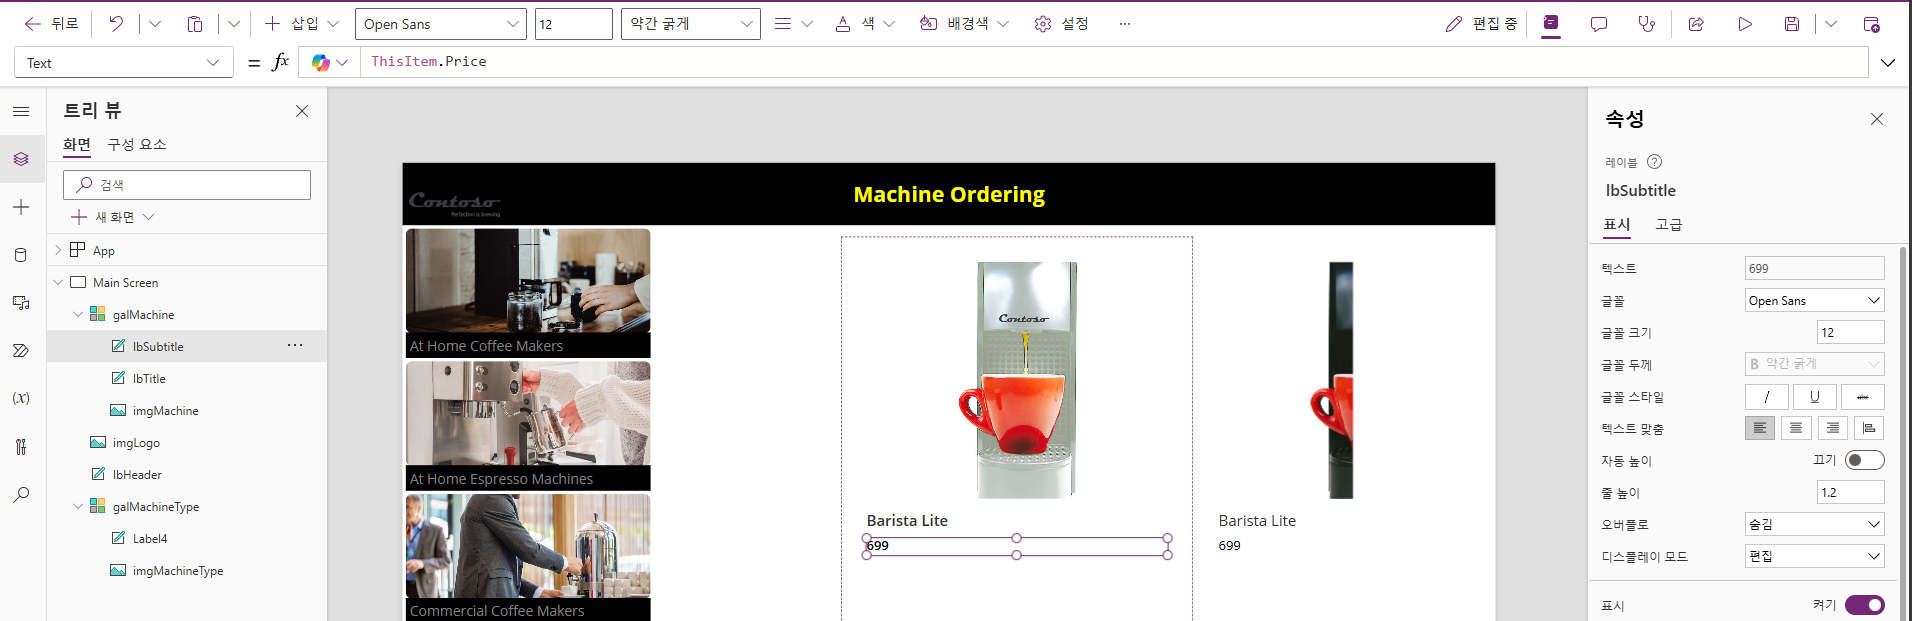 뒤로
삽입
Open Sans
12
약간 굵게
색
배경색
설정
...
편집 중
Text
= fx
ThisItem.Price
트리 뷰
화면
구성 요소
검색
새 화면
App
Main Screen
galMachine
lbSubtitle
...
lbTitle
imgMachine
imgLogo
lbHeader
galMachineType
Label4
imgMachineType
(x)
Contoso
Perfection is brewing.
Machine Ordering
At Home Coffee Makers
At Home Espresso Machines
Commercial Coffee Makers
Contoso
Barista Lite
699
Barista Lite
699
속성
레이블 ?
lbSubtitle
표시
고급
텍스트
699
글꼴
Open Sans
글꼴 크기
12
글꼴 두께
B 약간 굵게
글꼴 스타일
/ U abc
텍스트 맞춤
자동 높이
끄기
줄 높이
1.2
오버플로
숨김
디스플레이 모드
편집
표시
켜기